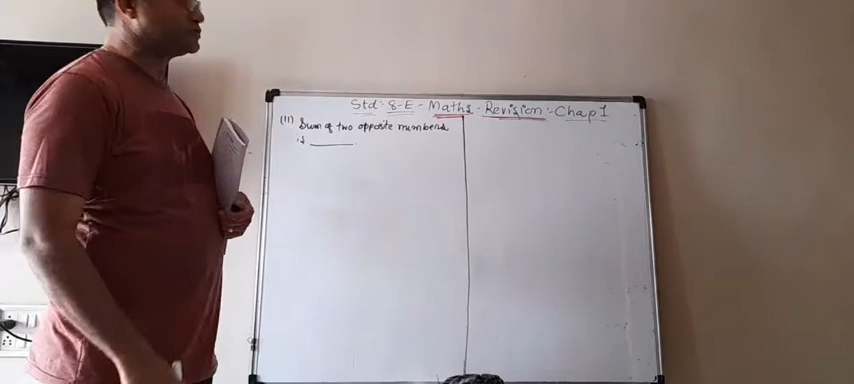 Std:- 8-E - Maths - Revision :- Chap 1
(11) Sum of two opposite numbers
is ______.